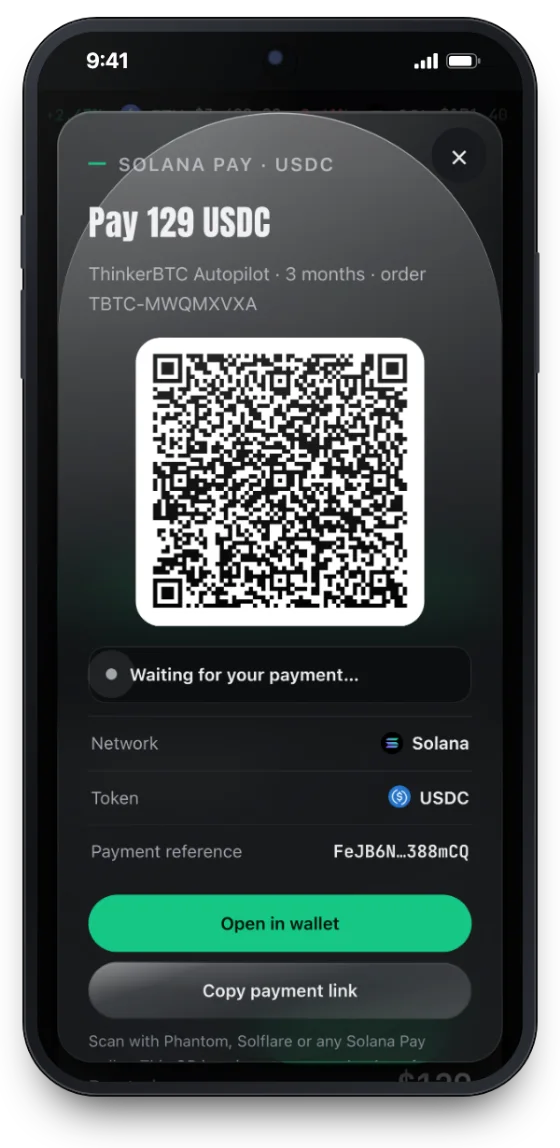 9:41
SOLANA PAY · USDC
Pay 129 USDC
ThinkerBTC Autopilot · 3 months · order
TBTC-MWQMXVXA
Waiting for your payment...
Network Solana
Token USDC
Payment reference FeJB6N…388mCQ
Open in wallet
Copy payment link
Scan with Phantom, Solflare or any Solana Pay
$129